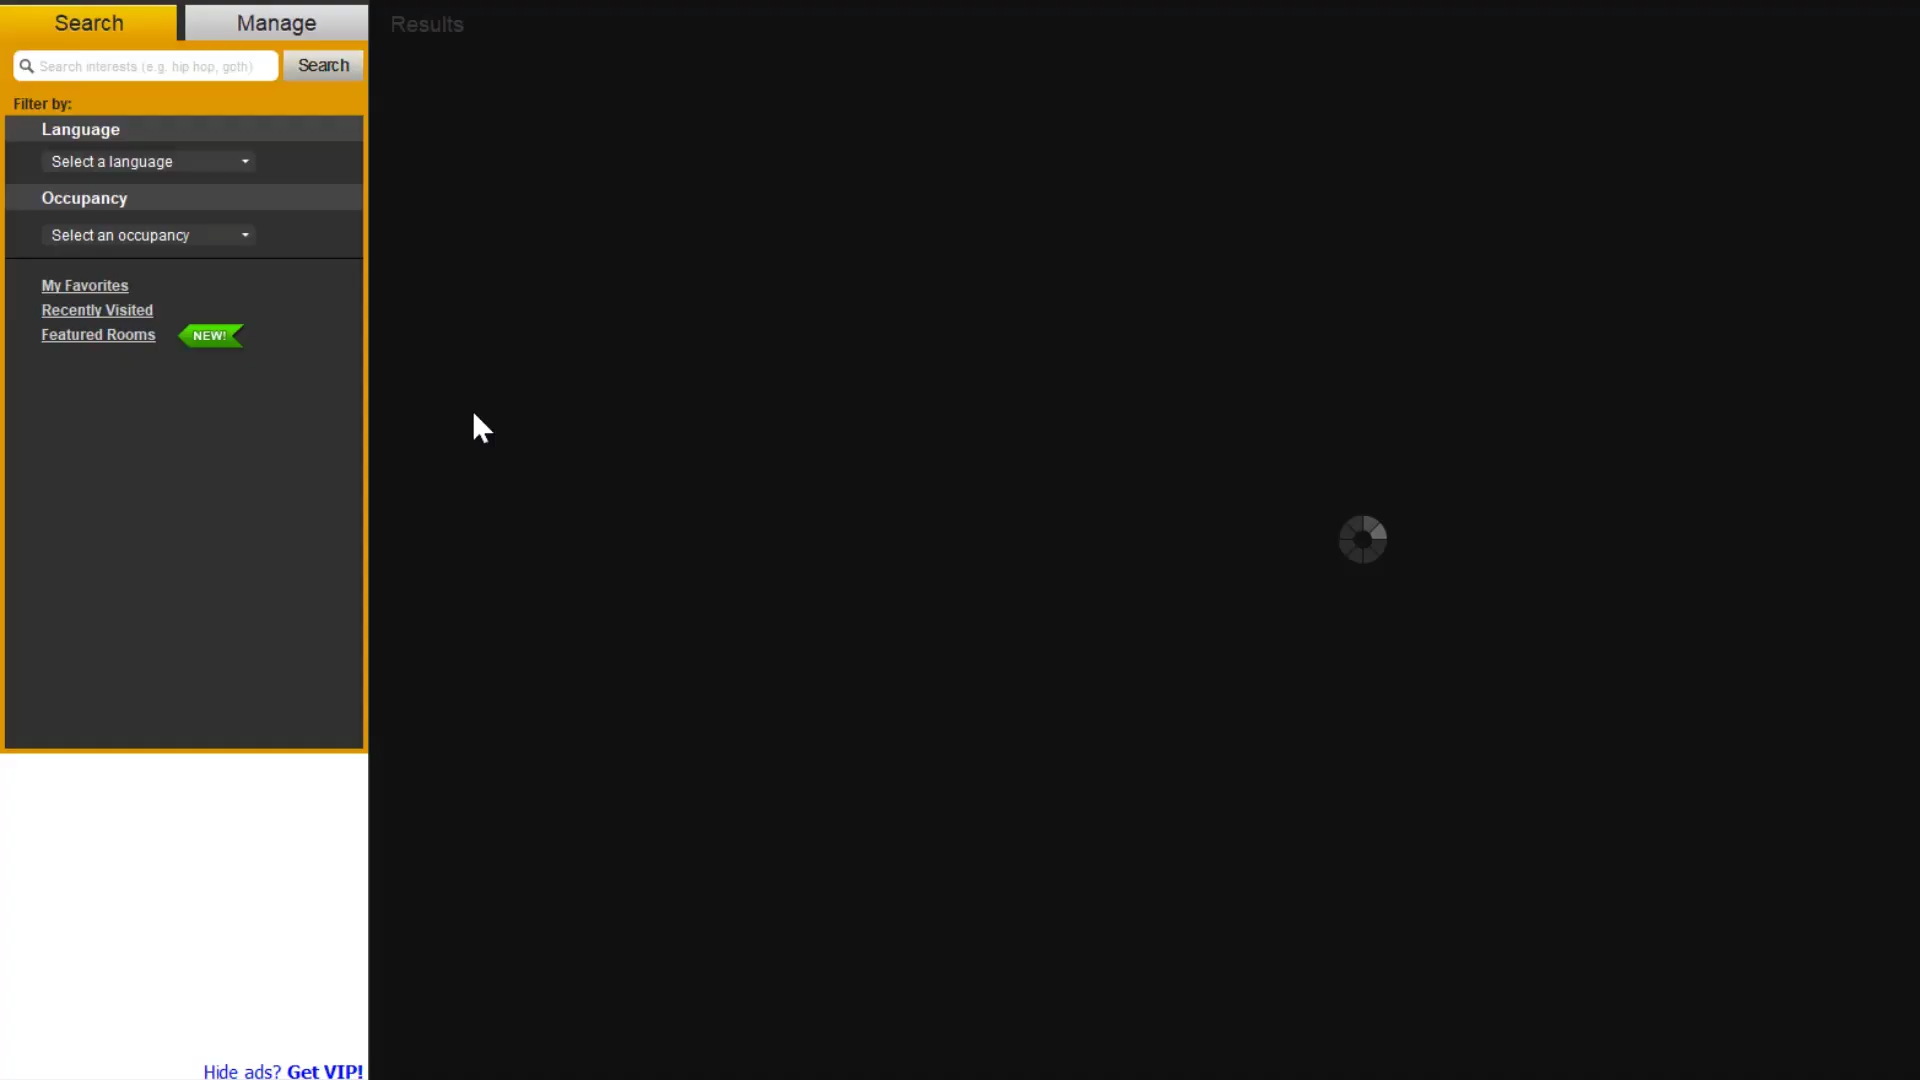 Search
Manage
Results
Search interests (e.g. hip hop, goth)
Search
Filter by:
Language
Select a language
Occupancy
Select an occupancy
My Favorites
Recently Visited
Featured Rooms
NEW!
Hide ads? Get VIP!